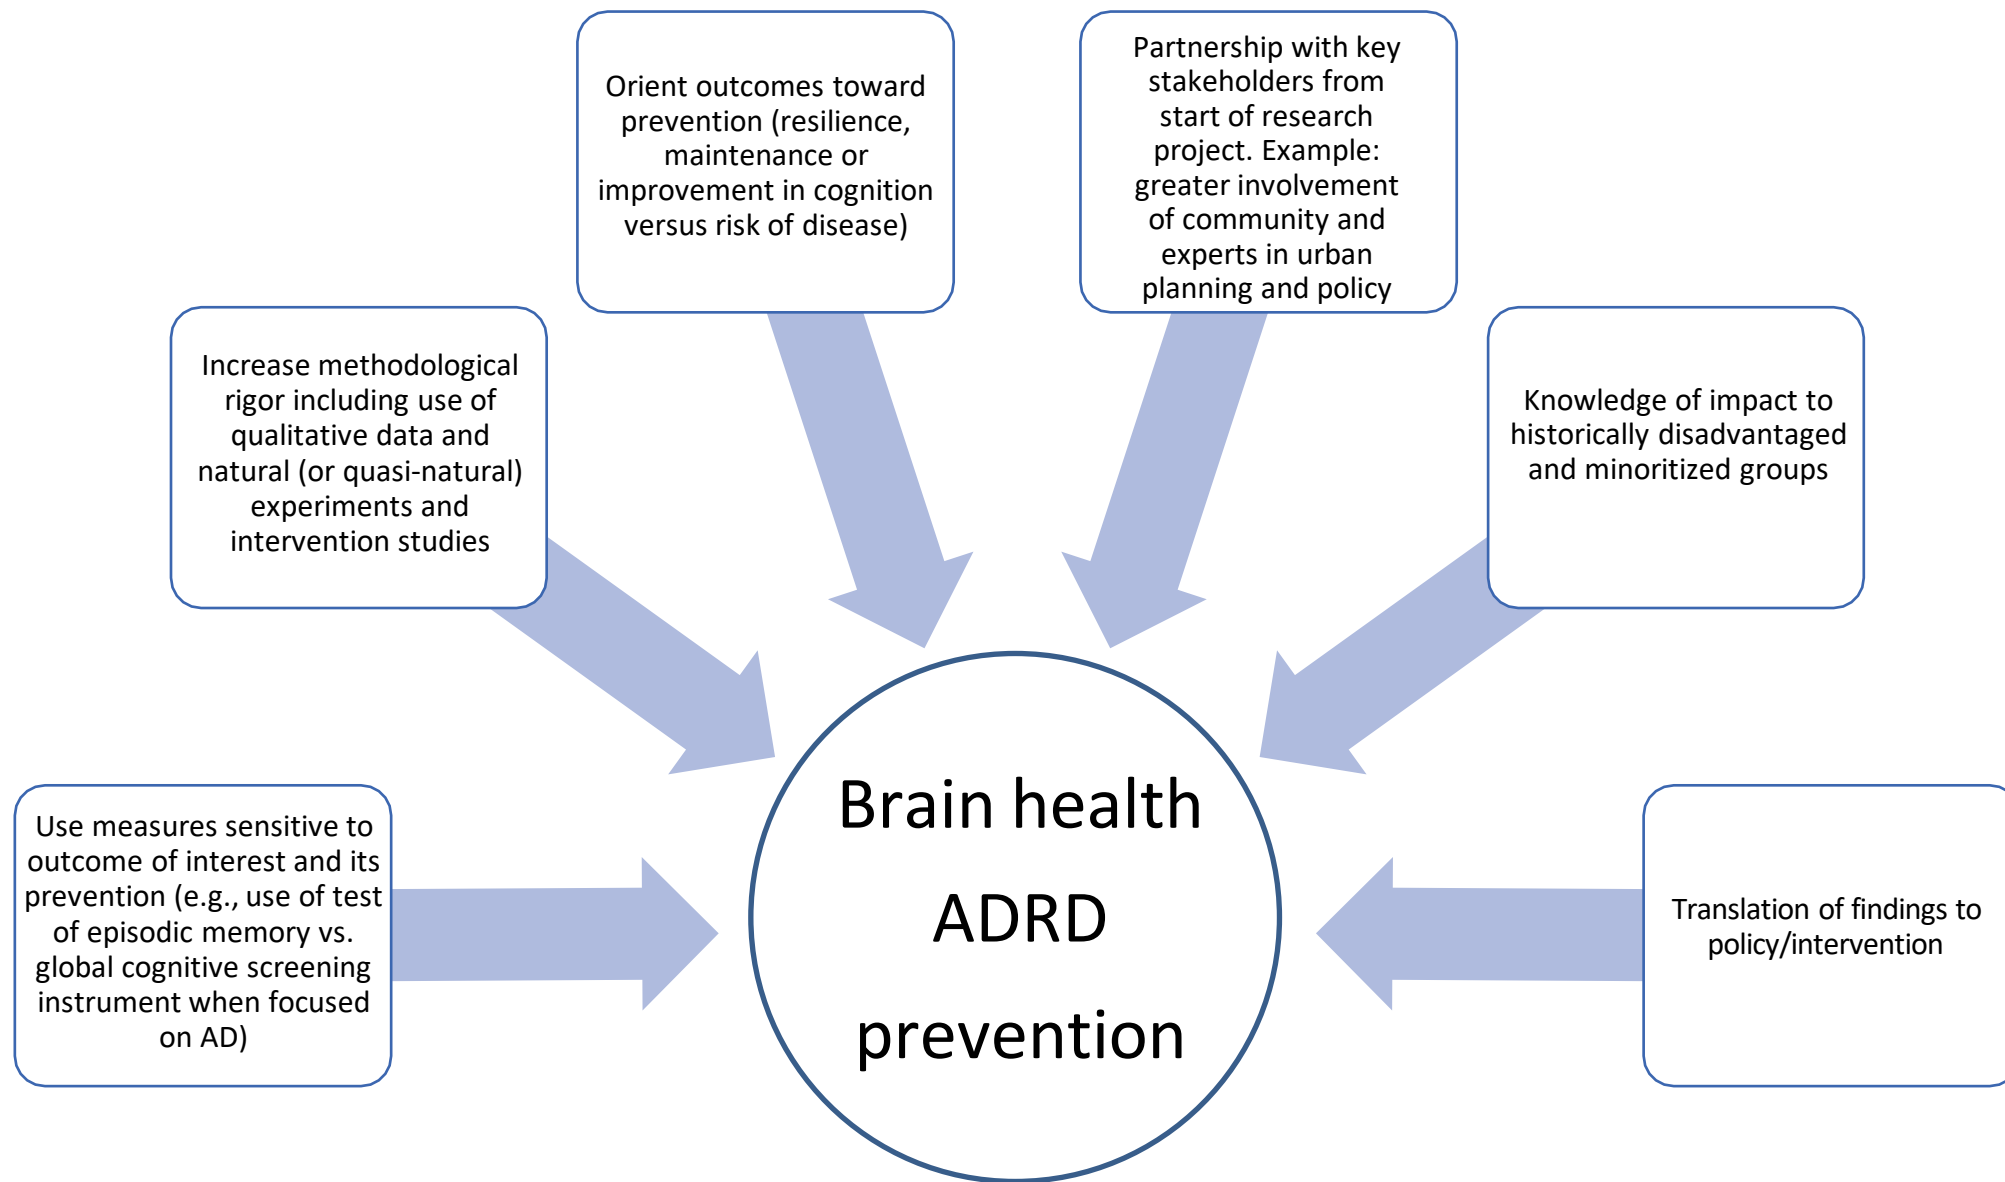 Orient outcomes toward
prevention (resilience,
maintenance or
improvement in cognition
versus risk of disease)
Partnership with key
stakeholders from
start of research
project. Example:
greater involvement
of community and
experts in urban
planning and policy
Increase methodological
rigor including use of
qualitative data and
natural (or quasi-natural)
experiments and
intervention studies
Knowledge of impact to
historically disadvantaged
and minoritized groups
Use measures sensitive to
outcome of interest and its
prevention (e.g., use of test
of episodic memory vs.
global cognitive screening
instrument when focused
on AD)
Brain health
ADRD
prevention
Translation of findings to
policy/intervention